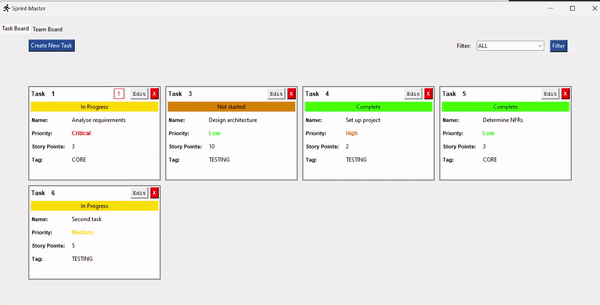 Sprint Master
Task Board Team Board
Create New Task
Filter: ALL Filter
Task 1 ! Edit X
In Progress
Name: Analyse requirements
Priority: Critical
Story Points: 3
Tag: CORE
Task 3 Edit X
Not started
Name: Design architecture
Priority: Low
Story Points: 10
Tag: TESTING
Task 4 Edit X
Complete
Name: Set up project
Priority: High
Story Points: 2
Tag: TESTING
Task 5 Edit X
Complete
Name: Determine NFRs
Priority: Low
Story Points: 3
Tag: CORE
Task 6 Edit X
In Progress
Name: Second task
Priority: Medium
Story Points: 5
Tag: TESTING